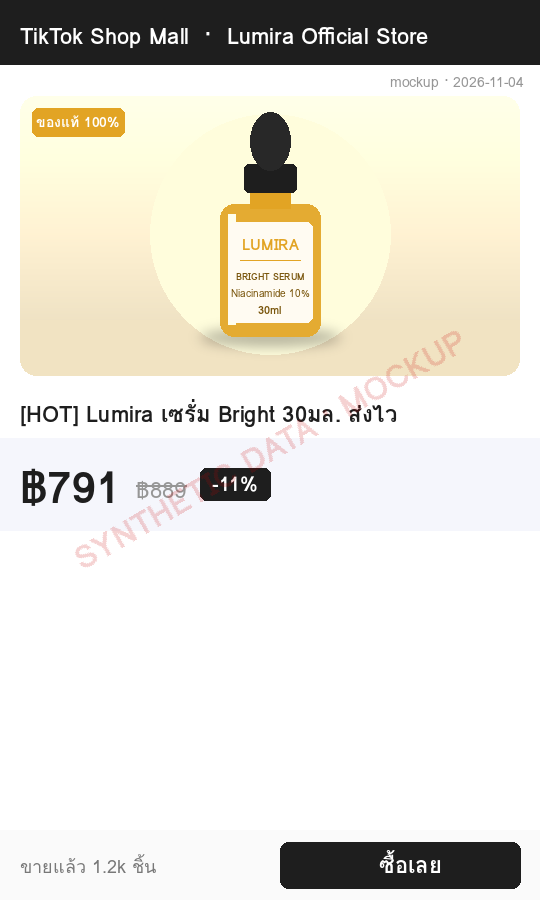 TikTok Shop Mall · Lumira Official Store
mockup · 2026-11-04
ของแท้ 100%
LUMIRA
BRIGHT SERUM
Niacinamide 10%
30ml
[HOT] Lumira เซรั่ม Bright 30มล. ส่งไว
฿791 ฿889 -11%
SYNTHETIC DATA · MOCKUP
ขายแล้ว 1.2k ชิ้น
ซื้อเลย